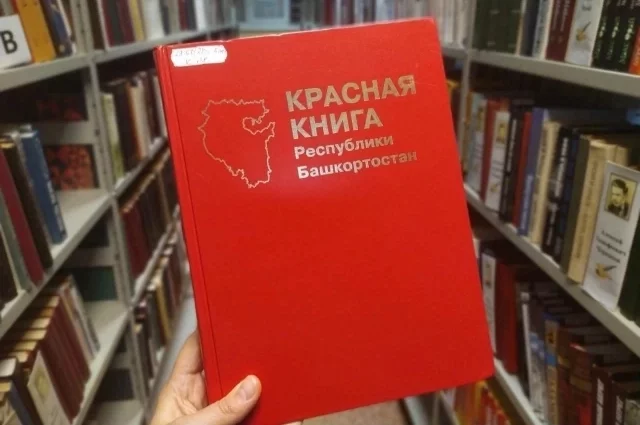 В
КРАСНАЯ
КНИГА
Республики
Башкортостан